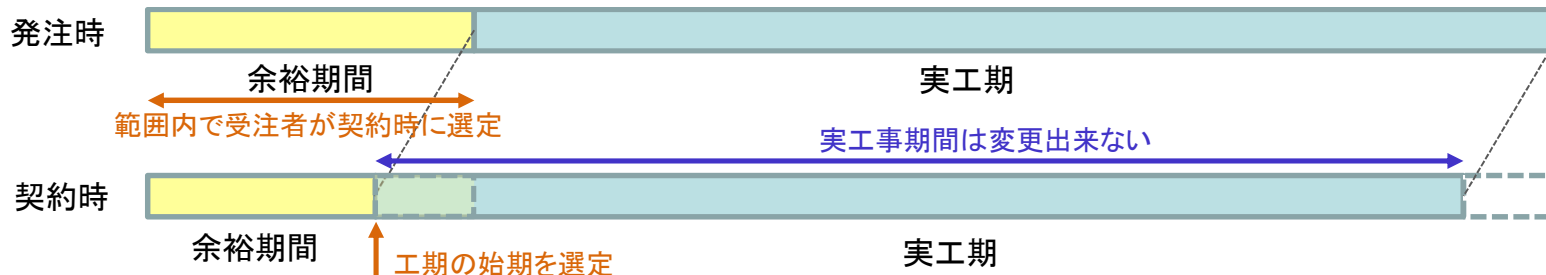 発注時
余裕期間
実工期
範囲内で受注者が契約時に選定
実工事期間は変更出来ない
契約時
余裕期間
実工期
工期の始期を選定